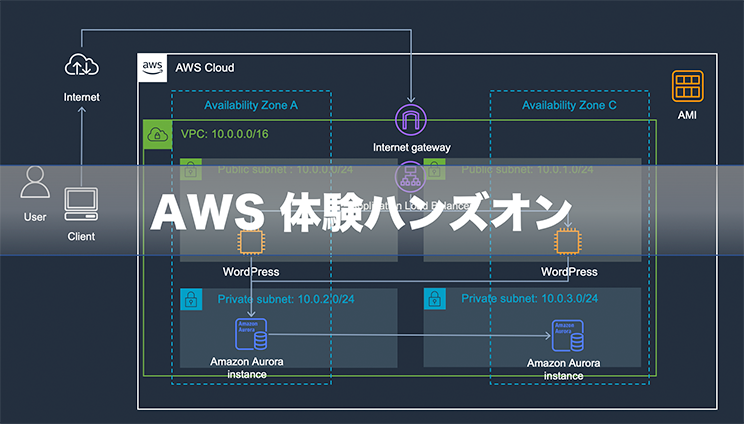 aws
AWS Cloud
Internet
AMI
Availability Zone A
Availability Zone C
VPC: 10.0.0.0/16
Internet gateway
Public subnet : 10.0.0.0/24
Public subnet : 10.0.1.0/24
User
Client
Application Load Balancer
AWS 体験ハンズオン
WordPress
WordPress
Private subnet: 10.0.2.0/24
Private subnet: 10.0.3.0/24
Amazon
Aurora
Amazon
Aurora
Amazon Aurora
instance
Amazon Aurora
instance